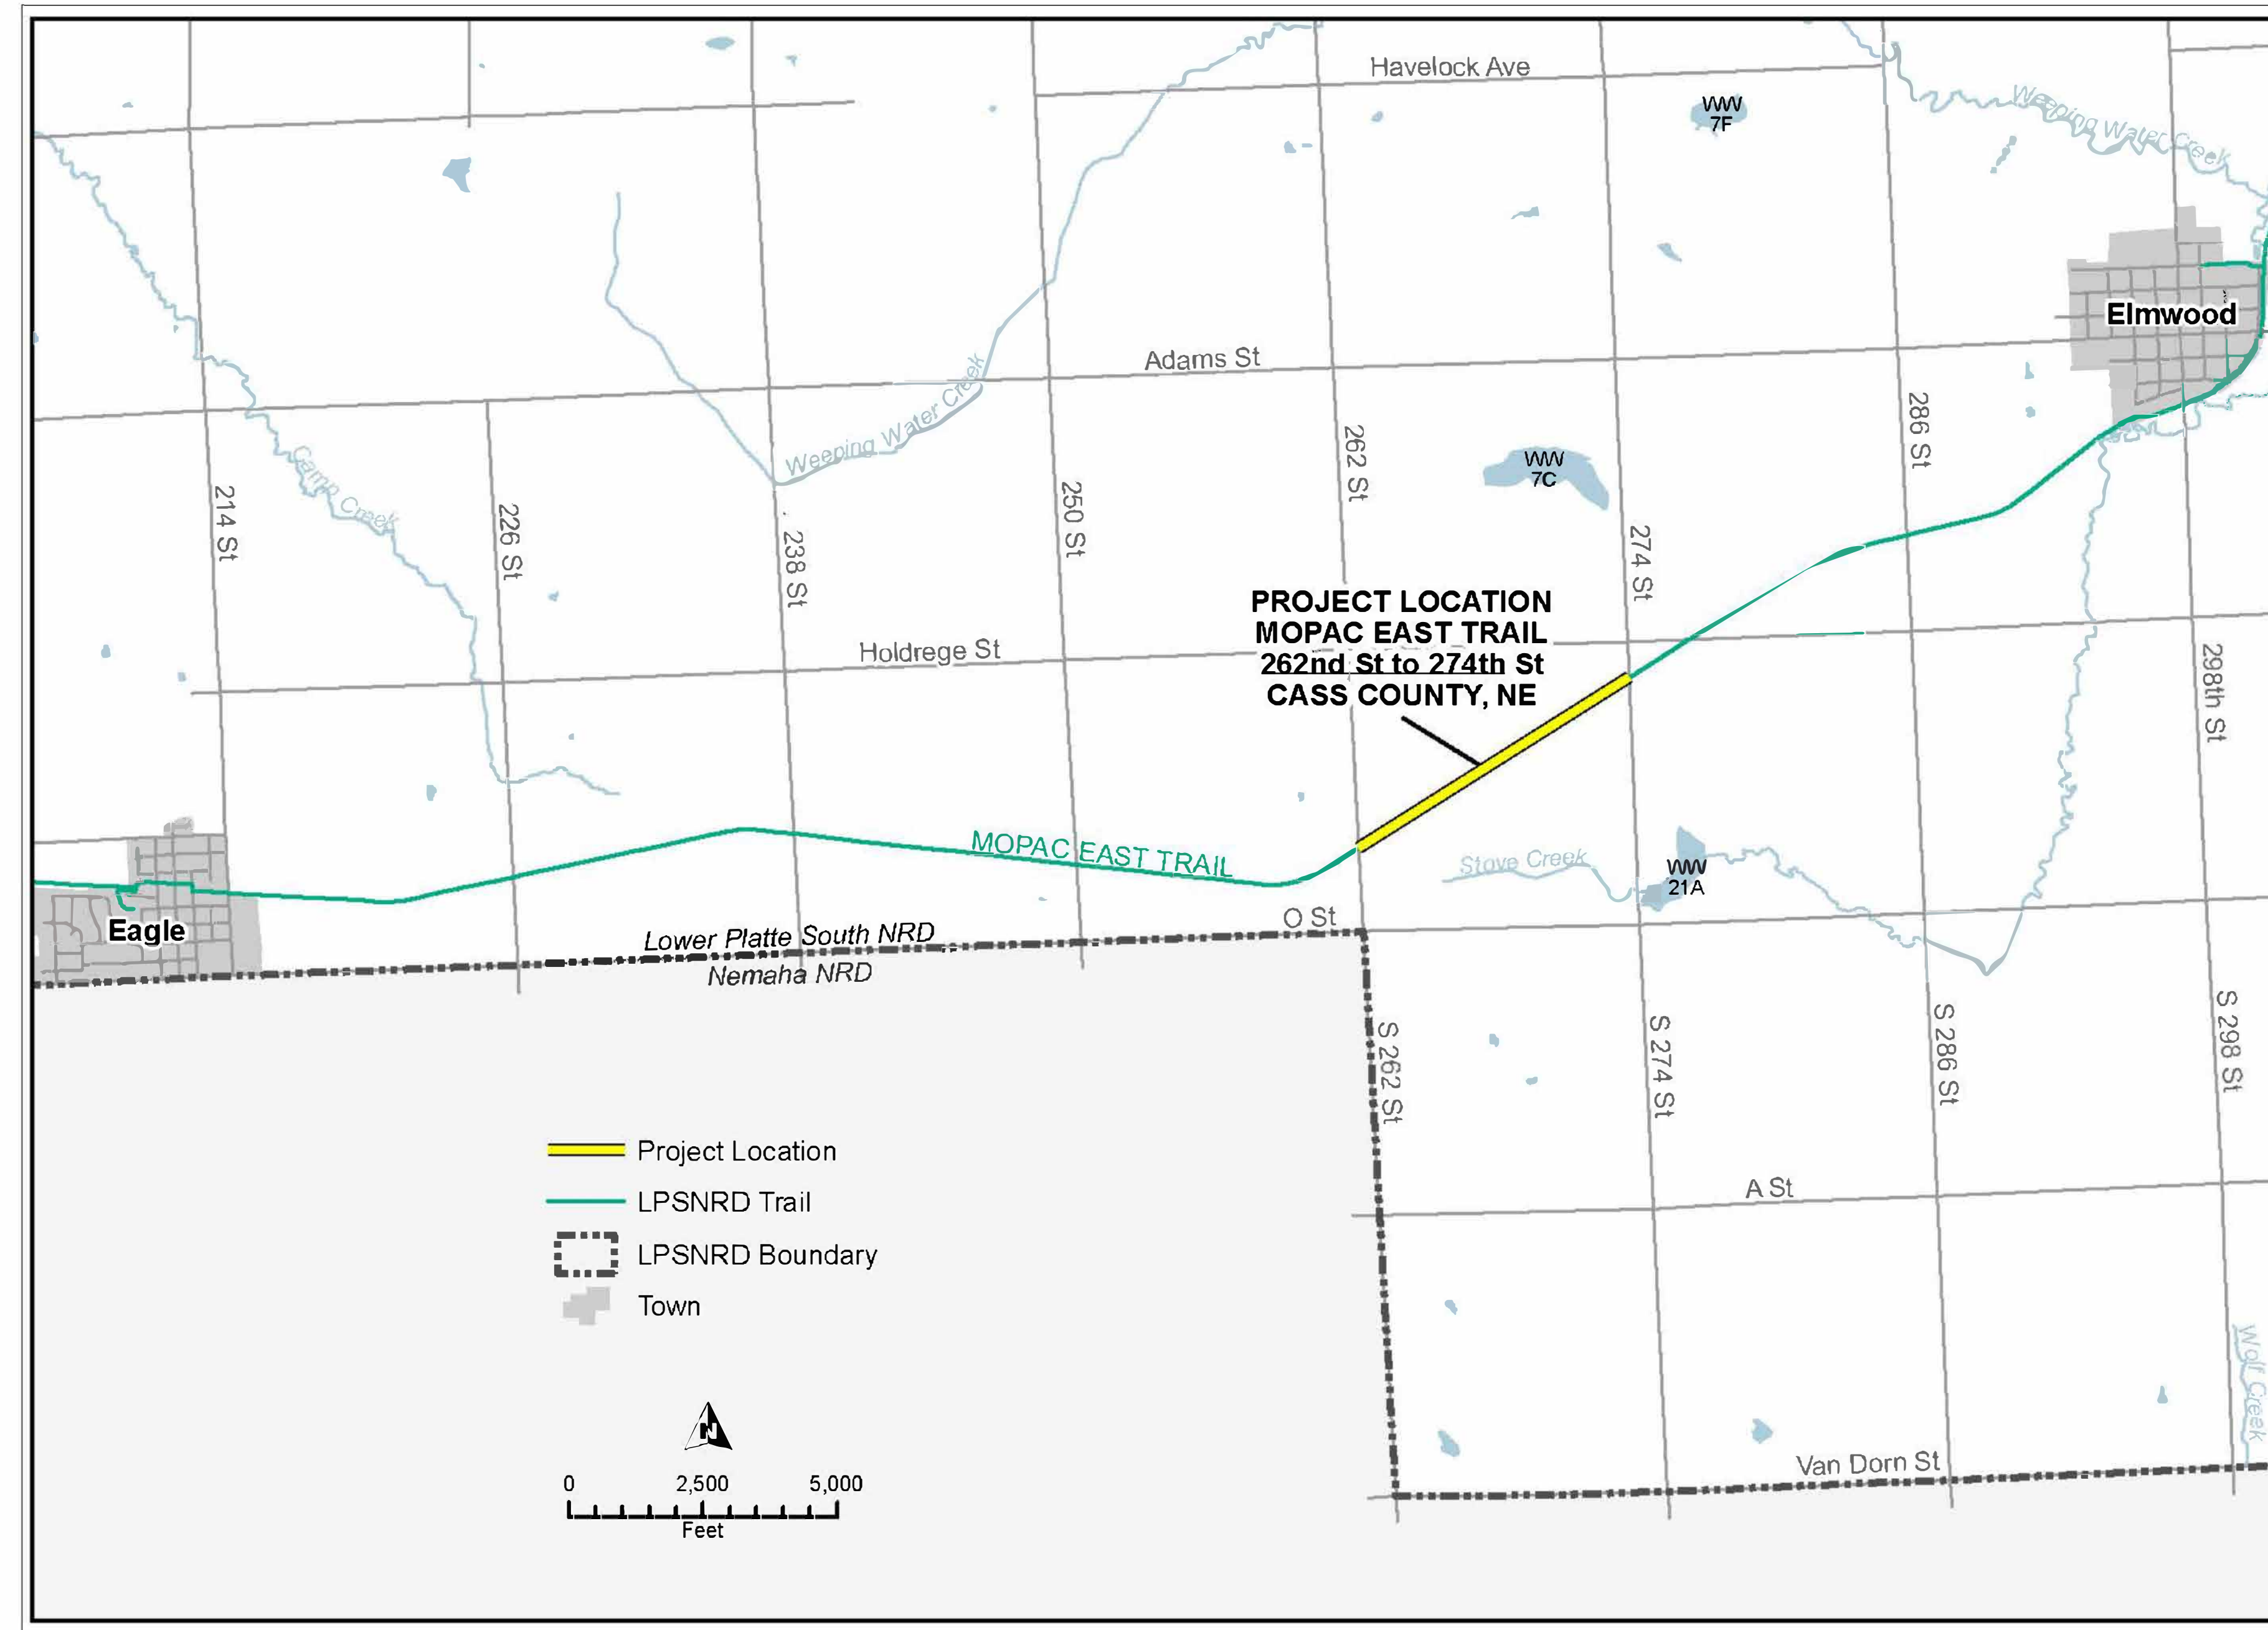 Havelock Ave
WW
7F
Weeping Water Creek
Elmwood
Adams St
Weeping Water Creek
Camp Creek
214 St
226 St
238 St
250 St
262 St
WW
7C
274 St
286 St
298th St
PROJECT LOCATION
MOPAC EAST TRAIL
262nd St to 274th St
CASS COUNTY, NE
Holdrege St
MOPAC EAST TRAIL
Stove Creek
WW
21A
Eagle
O St
Lower Platte South NRD
Nemaha NRD
S 262 St
S 274 St
S 286 St
S 298 St
Project Location
LPSNRD Trail
LPSNRD Boundary
Town
A St
Wolf Creek
Van Dorn St
N
0 2,500 5,000
Feet